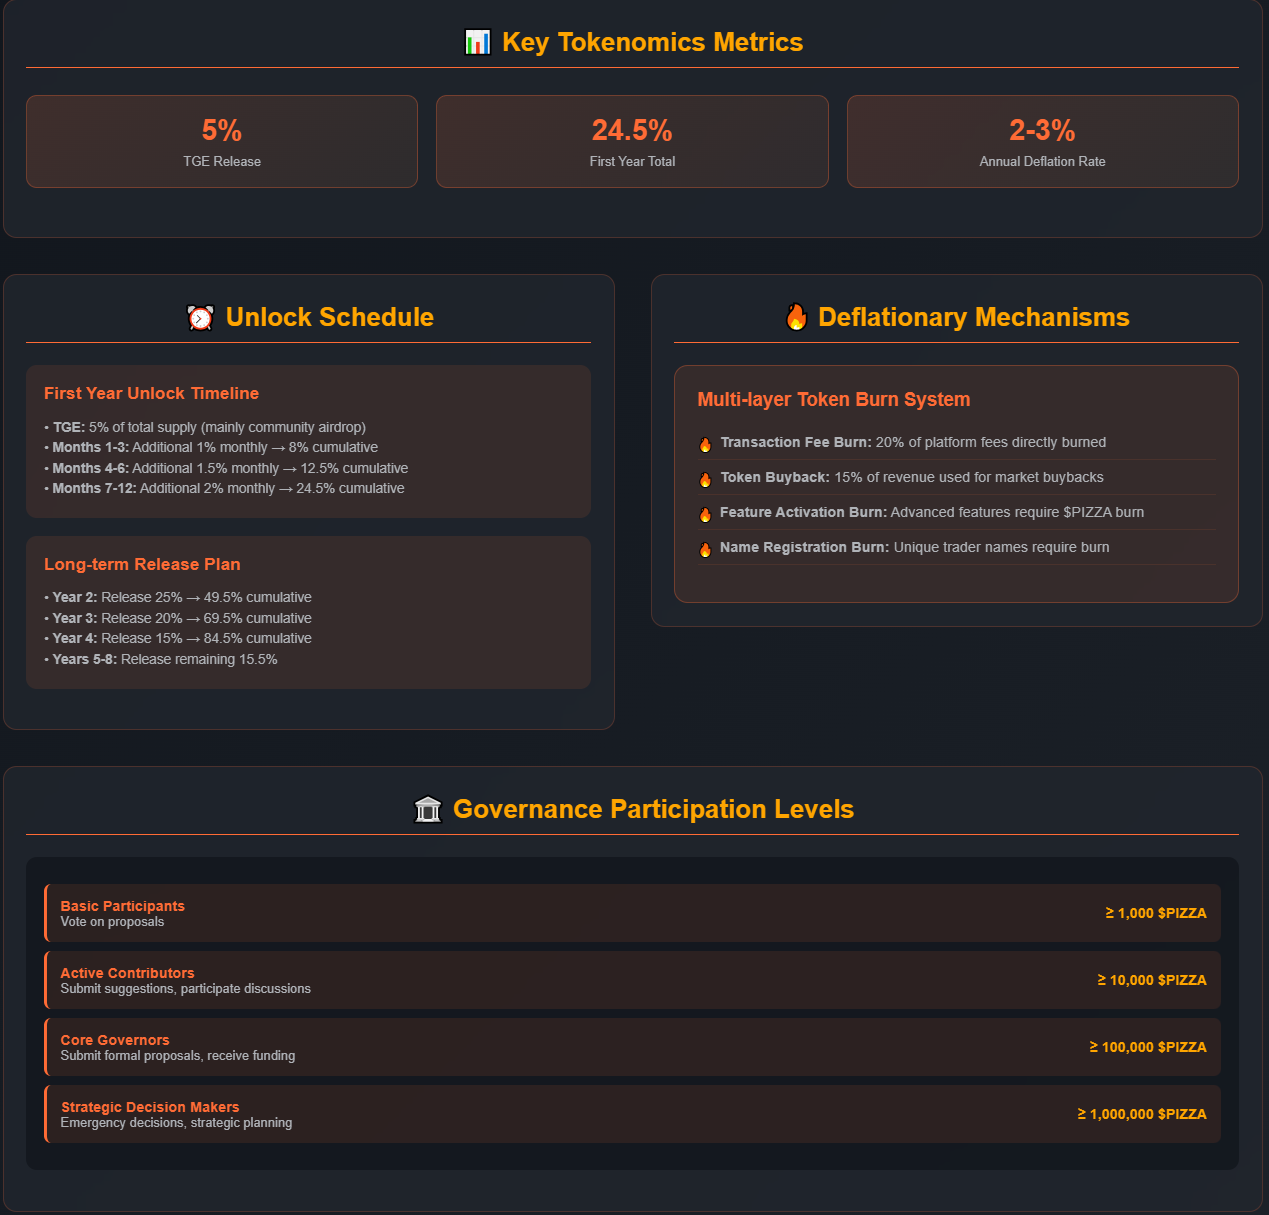 📊 Key Tokenomics Metrics
5%
TGE Release
24.5%
First Year Total
2-3%
Annual Deflation Rate
⏰ Unlock Schedule
First Year Unlock Timeline
• TGE: 5% of total supply (mainly community airdrop)
• Months 1-3: Additional 1% monthly → 8% cumulative
• Months 4-6: Additional 1.5% monthly → 12.5% cumulative
• Months 7-12: Additional 2% monthly → 24.5% cumulative
Long-term Release Plan
• Year 2: Release 25% → 49.5% cumulative
• Year 3: Release 20% → 69.5% cumulative
• Year 4: Release 15% → 84.5% cumulative
• Years 5-8: Release remaining 15.5%
🔥 Deflationary Mechanisms
Multi-layer Token Burn System
🔥 Transaction Fee Burn: 20% of platform fees directly burned
🔥 Token Buyback: 15% of revenue used for market buybacks
🔥 Feature Activation Burn: Advanced features require $PIZZA burn
🔥 Name Registration Burn: Unique trader names require burn
🏛️ Governance Participation Levels
Basic Participants
Vote on proposals
≥ 1,000 $PIZZA
Active Contributors
Submit suggestions, participate discussions
≥ 10,000 $PIZZA
Core Governors
Submit formal proposals, receive funding
≥ 100,000 $PIZZA
Strategic Decision Makers
Emergency decisions, strategic planning
≥ 1,000,000 $PIZZA